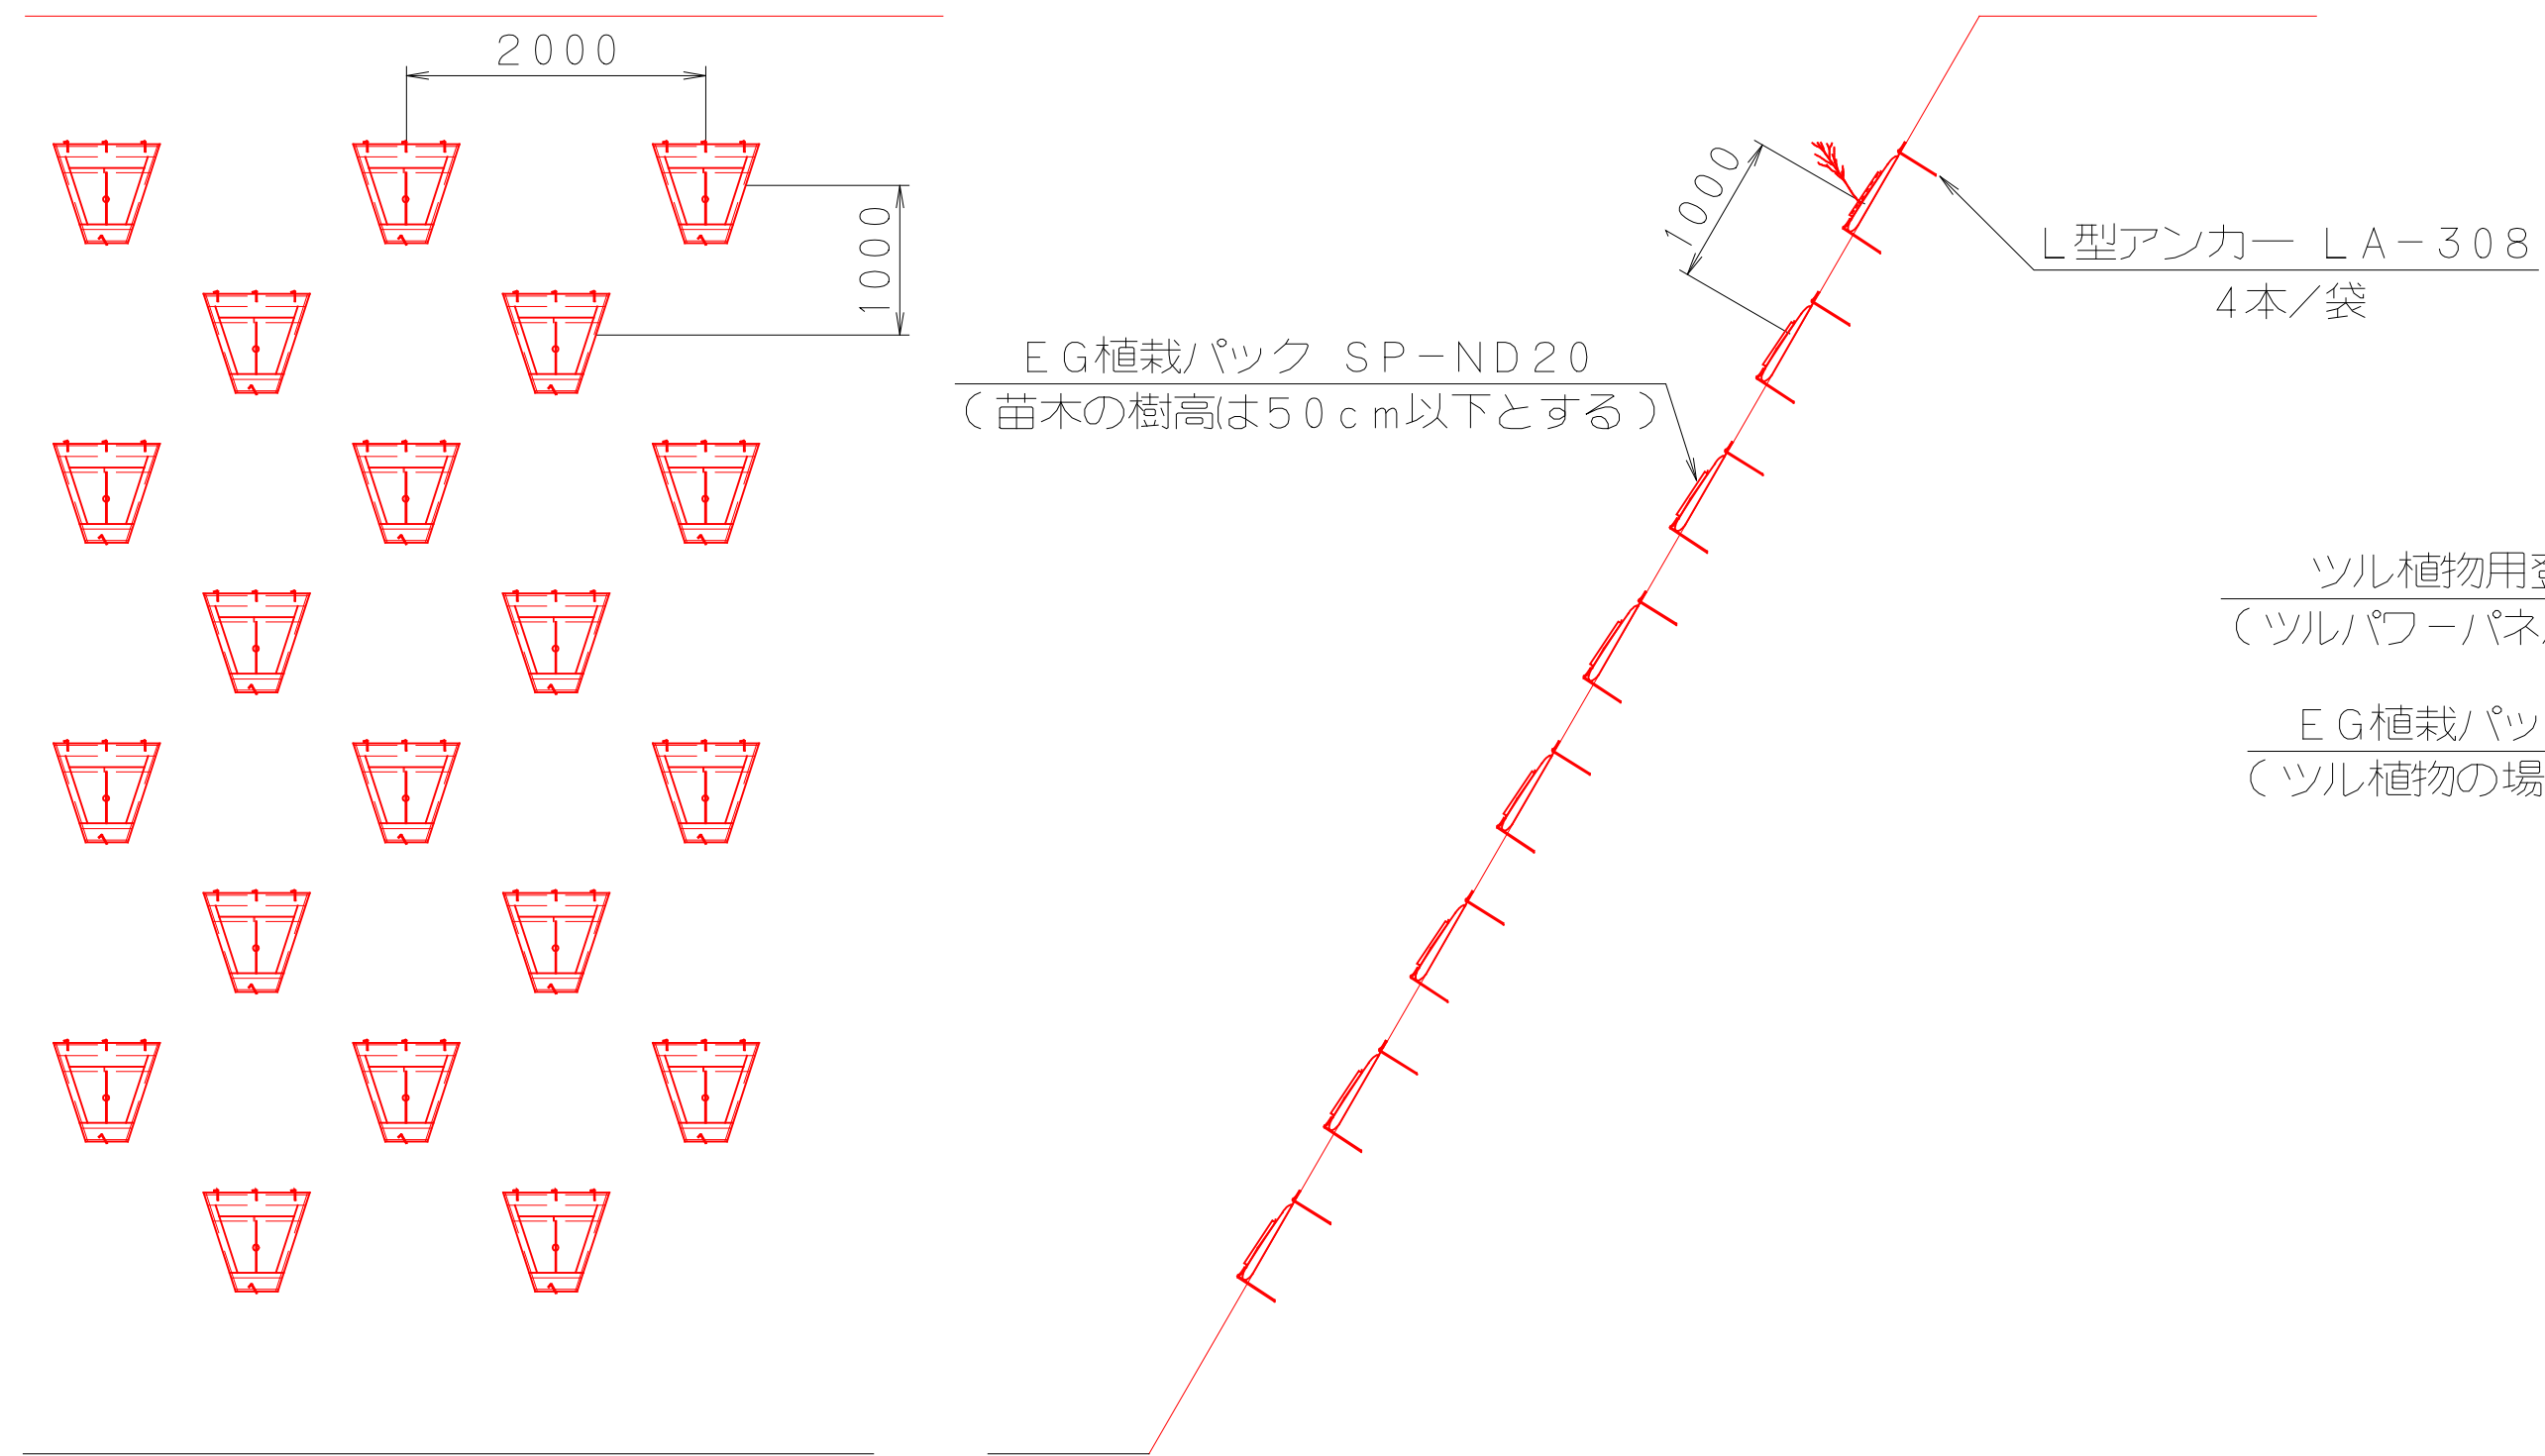 2000
1000
1000
L型アンカー LA-308
4本/袋
EG植栽パック SP-ND20
(苗木の樹高は50cm以下とする)
ツル植物用
(ツルパワーパネ
EG植栽パッ
(ツル植物の場